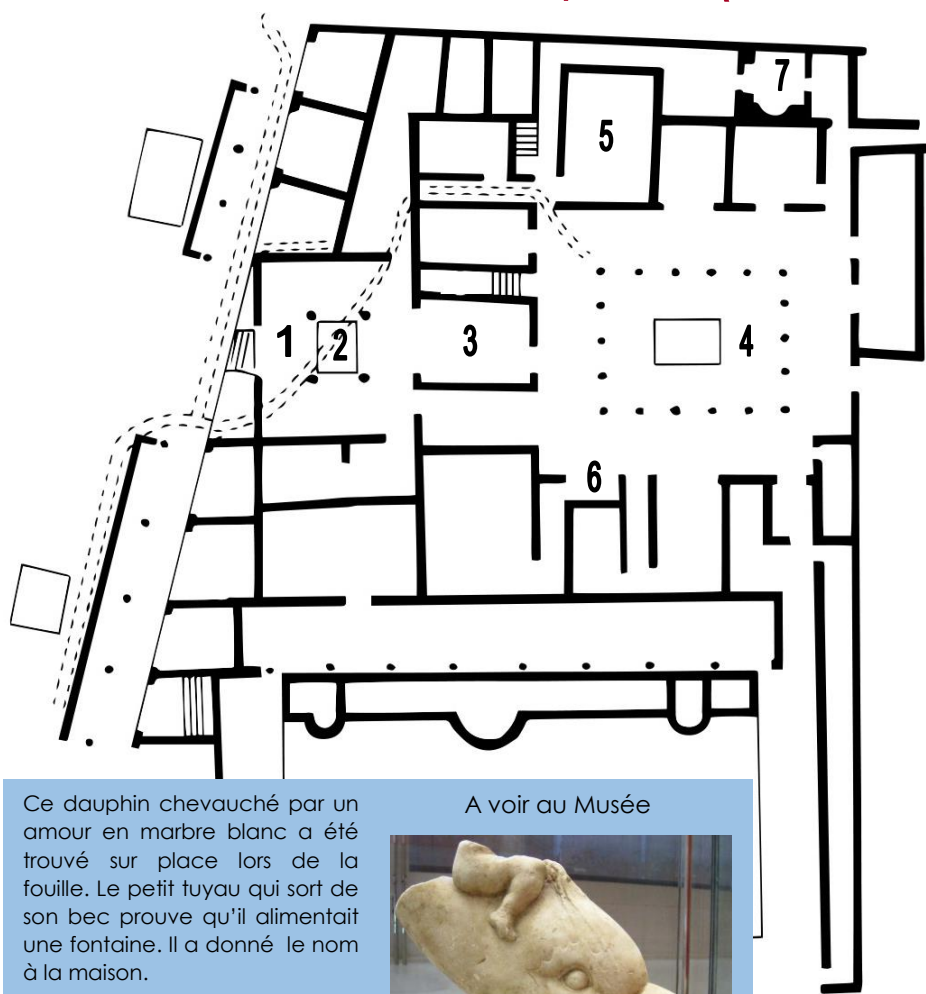 7
5
1
2
3
4
6
Ce dauphin chevauché par un
amour en marbre blanc a été
trouvé sur place lors de la
fouille. Le petit tuyau qui sort de
son bec prouve qu'il alimentait
une fontaine. Il a donné le nom
à la maison.
A voir au Musée